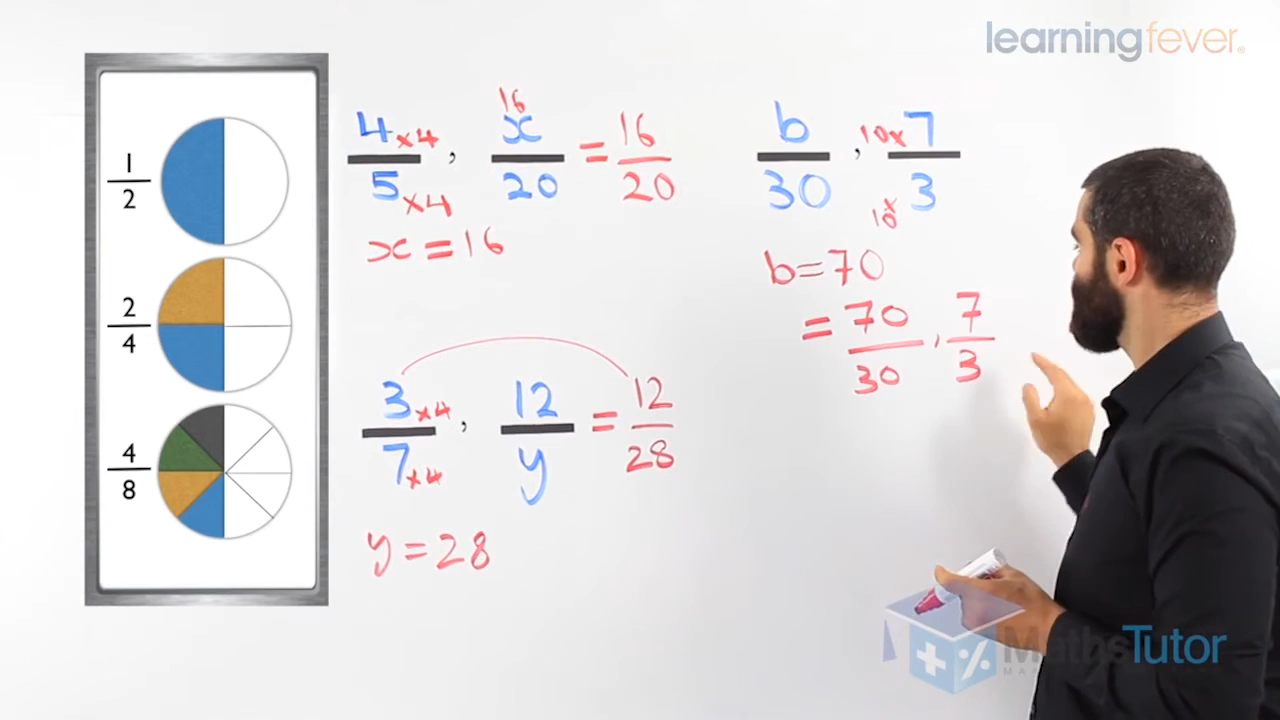 learningfever®
1/2
2/4
4/8
4×4/5×4 , x/20 = 16/20
16
x = 16
3×4/7×4 , 12/y = 12/28
y = 28
b/30 , 10×7/10×3
b = 70
= 70/30 , 7/3
MathsTutor